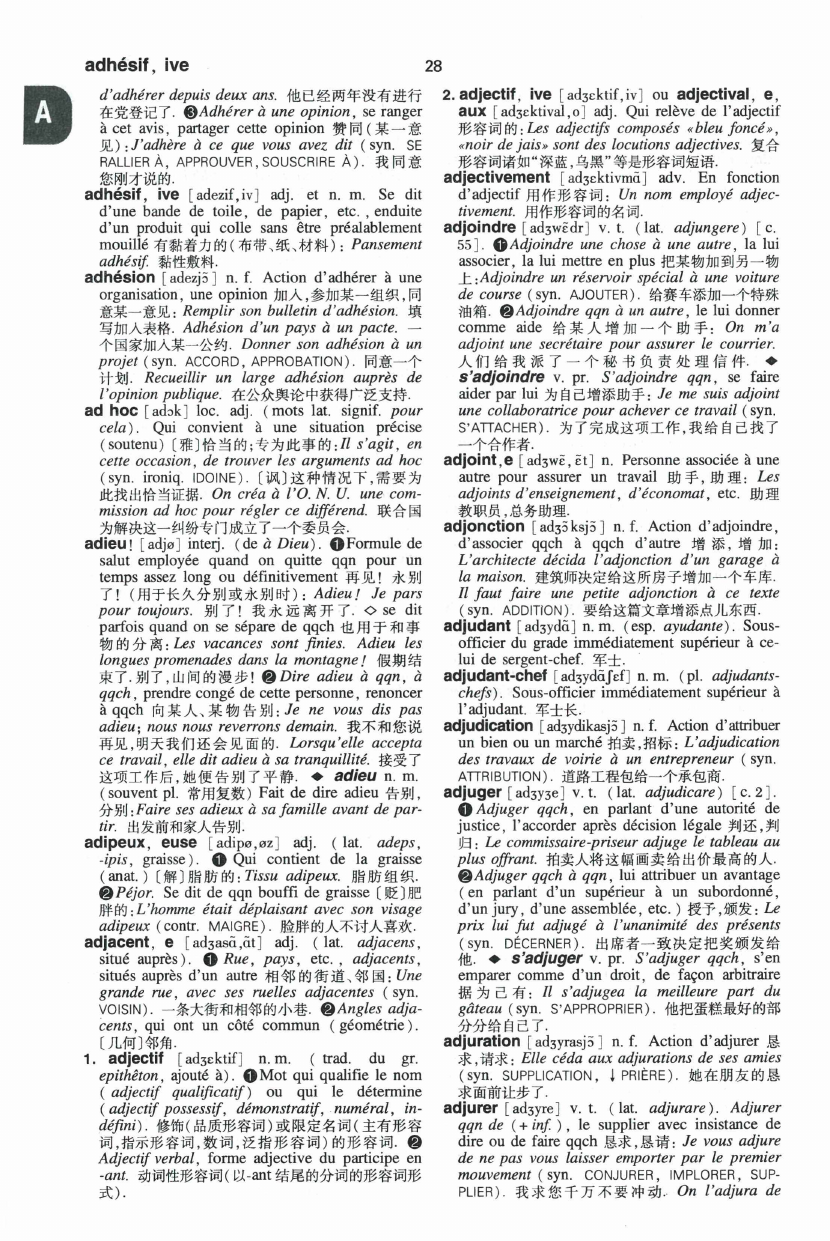 adhésif, ive
28
A
d'adhérer depuis deux ans. 他已经两年没有进行
在党登记了. ❸Adhérer à une opinion, se ranger
à cet avis, partager cette opinion 赞同(某一意
见):J'adhère à ce que vous avez dit (syn. SE
RALLIER À, APPROUVER, SOUSCRIRE À). 我同意
您刚才说的.
adhésif, ive [adezif,iv] adj. et n. m. Se dit
d'une bande de toile, de papier, etc., enduite
d'un produit qui colle sans être préalablement
mouillé 有黏着力的(布带、纸、材料): Pansement
adhésif. 黏性敷料.
adhésion [adezjɔ̃] n. f. Action d'adhérer à une
organisation, une opinion 加入,参加某一组织,同
意某一意见: Remplir son bulletin d'adhésion. 填
写加入表格. Adhésion d'un pays à un pacte. 一
个国家加入某一公约. Donner son adhésion à un
projet (syn. ACCORD, APPROBATION). 同意一个
计划. Recueillir un large adhésion auprès de
l'opinion publique. 在公众舆论中获得广泛支持.
ad hoc [adɔk] loc. adj. (mots lat. signif. pour
cela). Qui convient à une situation précise
(soutenu) 〔雅〕恰当的;专为此事的:Il s'agit, en
cette occasion, de trouver les arguments ad hoc
(syn. ironiq. IDOINE). 〔讽〕这种情况下,需要为
此找出恰当证据. On créa à l'O. N. U. une com-
mission ad hoc pour régler ce différend. 联合国
为解决这一纠纷专门成立了一个委员会.
adieu! [adjø] interj. (de à Dieu). ❶Formule de
salut employée quand on quitte qqn pour un
temps assez long ou définitivement 再见! 永别
了! (用于长久分别或永别时): Adieu! Je pars
pour toujours. 别了! 我永远离开了. ◇ se dit
parfois quand on se sépare de qqch 也用于和事
物的分离: Les vacances sont finies. Adieu les
longues promenades dans la montagne! 假期结
束了.别了,山间的漫步! ❷Dire adieu à qqn, à
qqch, prendre congé de cette personne, renoncer
à qqch 向某人、某物告别: Je ne vous dis pas
adieu; nous nous reverrons demain. 我不和您说
再见,明天我们还会见面的. Lorsqu'elle accepta
ce travail, elle dit adieu à sa tranquillité. 接受了
这项工作后,她便告别了平静. ◆ adieu n. m.
(souvent pl. 常用复数) Fait de dire adieu 告别,
分别:Faire ses adieux à sa famille avant de par-
tir. 出发前和家人告别.
adipeux, euse [adipø,øz] adj. (lat. adeps,
-ipis, graisse). ❶ Qui contient de la graisse
(anat.) 〔解〕脂肪的:Tissu adipeux. 脂肪组织.
❷Péjor. Se dit de qqn bouffi de graisse 〔贬〕肥
胖的:L'homme était déplaisant avec son visage
adipeux (contr. MAIGRE). 脸胖的人不讨人喜欢.
adjacent, e [adʒasɑ̃,ɑ̃t] adj. (lat. adjacens,
situé auprès). ❶ Rue, pays, etc., adjacents,
situés auprès d'un autre 相邻的街道、邻国:Une
grande rue, avec ses ruelles adjacentes (syn.
VOISIN). 一条大街和相邻的小巷. ❷Angles adja-
cents, qui ont un côté commun (géométrie).
〔几何〕邻角.
1. adjectif [adʒɛktif] n. m. (trad. du gr.
epithêton, ajouté à). ❶Mot qui qualifie le nom
(adjectif qualificatif) ou qui le détermine
(adjectif possessif, démonstratif, numéral, in-
défini). 修饰(品质形容词)或限定名词(主有形容
词,指示形容词,数词,泛指形容词)的形容词. ❷
Adjectif verbal, forme adjective du participe en
-ant. 动词性形容词(以-ant 结尾的分词的形容词形
式).
2. adjectif, ive [adʒɛktif,iv] ou adjectival, e,
aux [adʒɛktival,o] adj. Qui relève de l'adjectif
形容词的: Les adjectifs composés «bleu foncé»,
«noir de jais» sont des locutions adjectives. 复合
形容词诸如“深蓝,乌黑”等是形容词短语.
adjectivement [adʒɛktivmɑ̃] adv. En fonction
d'adjectif 用作形容词: Un nom employé adjec-
tivement. 用作形容词的名词.
adjoindre [adʒwɛ̃dr] v. t. (lat. adjungere) [c.
55]. ❶Adjoindre une chose à une autre, la lui
associer, la lui mettre en plus 把某物加到另一物
上:Adjoindre un réservoir spécial à une voiture
de course (syn. AJOUTER). 给赛车添加一个特殊
油箱. ❷Adjoindre qqn à un autre, le lui donner
comme aide 给某人增加一个助手: On m'a
adjoint une secrétaire pour assurer le courrier.
人们给我派了一个秘书负责处理信件. ◆
s'adjoindre v. pr. S'adjoindre qqn, se faire
aider par lui 为自己增添助手: Je me suis adjoint
une collaboratrice pour achever ce travail (syn.
S'ATTACHER). 为了完成这项工作,我给自己找了
一个合作者.
adjoint, e [adʒwɛ̃,ɛ̃t] n. Personne associée à une
autre pour assurer un travail 助手,助理: Les
adjoints d'enseignement, d'économat, etc. 助理
教职员,总务助理.
adjonction [adʒɔ̃ksjɔ̃] n. f. Action d'adjoindre,
d'associer qqch à qqch d'autre 增添,增加:
L'architecte décida l'adjonction d'un garage à
la maison. 建筑师决定给这所房子增加一个车库.
Il faut faire une petite adjonction à ce texte
(syn. ADDITION). 要给这篇文章增添点儿东西.
adjudant [adʒydɑ̃] n. m. (esp. ayudante). Sous-
officier du grade immédiatement supérieur à ce-
lui de sergent-chef. 军士.
adjudant-chef [adʒydɑ̃ʃɛf] n. m. (pl. adjudants-
chefs). Sous-officier immédiatement supérieur à
l'adjudant. 军士长.
adjudication [adʒydikasjɔ̃] n. f. Action d'attribuer
un bien ou un marché 拍卖,招标: L'adjudication
des travaux de voirie à un entrepreneur (syn.
ATTRIBUTION). 道路工程包给一个承包商.
adjuger [adʒyʒe] v. t. (lat. adjudicare) [c. 2].
❶ Adjuger qqch, en parlant d'une autorité de
justice, l'accorder après décision légale 判还,判
归: Le commissaire-priseur adjuge le tableau au
plus offrant. 拍卖人将这幅画卖给出价最高的人.
❷Adjuger qqch à qqn, lui attribuer un avantage
(en parlant d'un supérieur à un subordonné,
d'un jury, d'une assemblée, etc.) 授予,颁发: Le
prix lui fut adjugé à l'unanimité des présents
(syn. DÉCERNER). 出席者一致决定把奖颁发给
他. ◆ s'adjuger v. pr. S'adjuger qqch, s'en
emparer comme d'un droit, de façon arbitraire
据为己有: Il s'adjugea la meilleure part du
gâteau (syn. S'APPROPRIER). 他把蛋糕最好的部
分分给自己了.
adjuration [adʒyrasjɔ̃] n. f. Action d'adjurer 恳
求,请求: Elle céda aux adjurations de ses amies
(syn. SUPPLICATION, ↓PRIÈRE). 她在朋友的恳
求面前让步了.
adjurer [adʒyre] v. t. (lat. adjurare). Adjurer
qqn de (+ inf.), le supplier avec insistance de
dire ou de faire qqch 恳求,恳请: Je vous adjure
de ne pas vous laisser emporter par le premier
mouvement (syn. CONJURER, IMPLORER, SUP-
PLIER). 我求您千万不要冲动. On l'adjura de